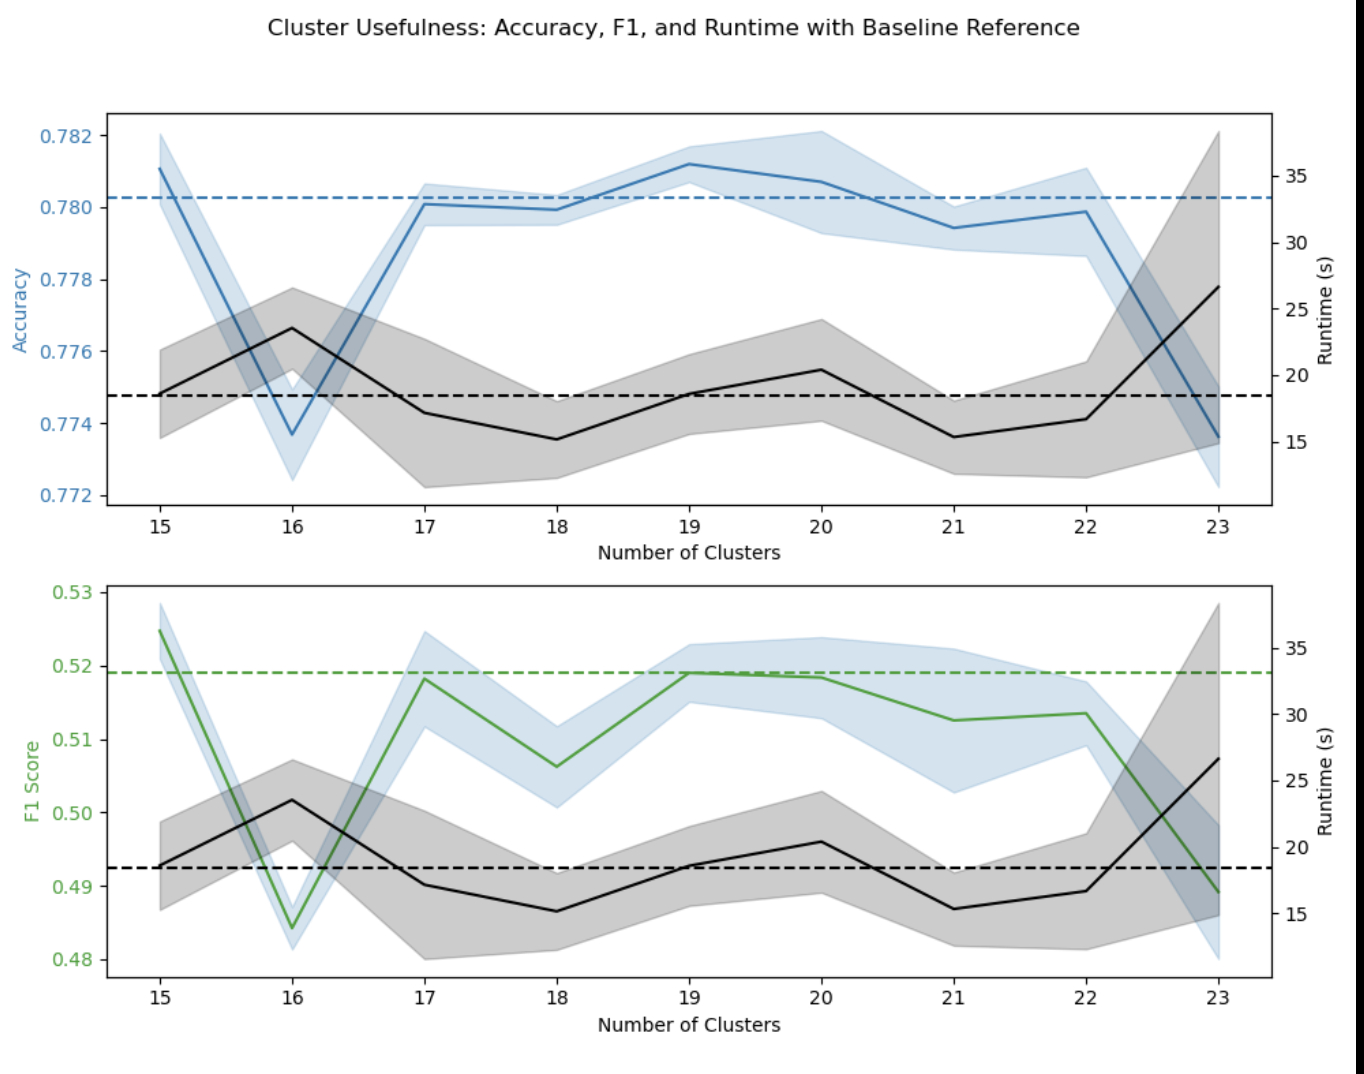 Cluster Usefulness: Accuracy, F1, and Runtime with Baseline Reference
0.782
0.780
0.778
0.776
0.774
0.772
Accuracy
35
30
25
20
15
Runtime (s)
15 16 17 18 19 20 21 22 23
Number of Clusters
0.53
0.52
0.51
0.50
0.49
0.48
F1 Score
35
30
25
20
15
Runtime (s)
15 16 17 18 19 20 21 22 23
Number of Clusters